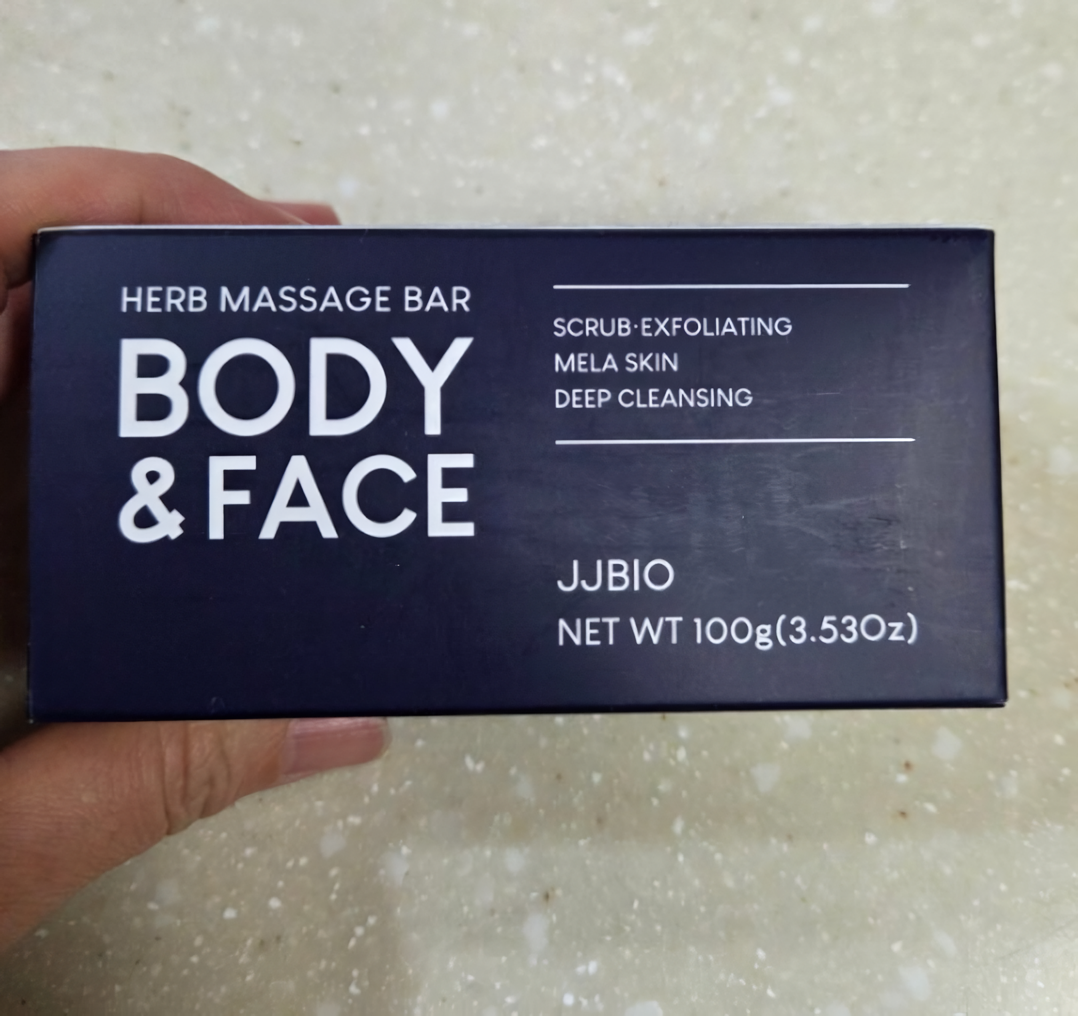 HERB MASSAGE BAR
BODY
& FACE
SCRUB·EXFOLIATING
MELA SKIN
DEEP CLEANSING
JJBIO
NET WT 100g(3.53Oz)